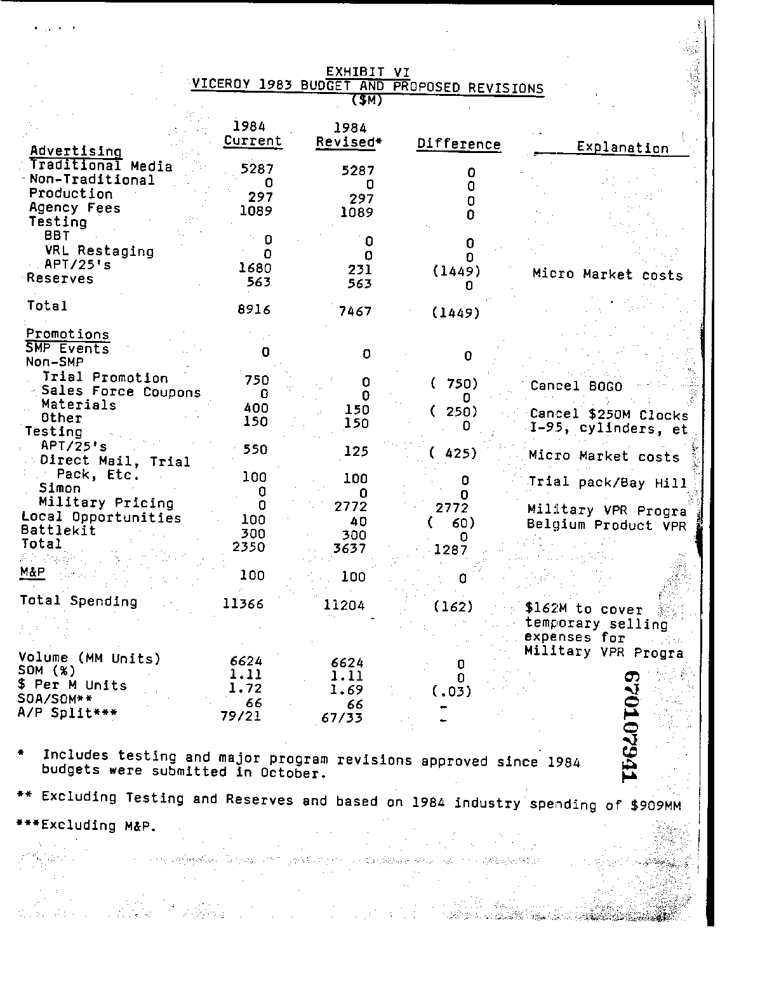 EXHIBIT VI
VICEROY 1983 BUDGET AND PROPOSED REVISIONS
($M)
1984 1984
Current Revised* Difference Explanation
Advertising
Traditional Media 5287 5287 0
Non-Traditional 0 0 0
Production 297 297 0
Agency Fees 1089 1089 0
Testing
BBT 0 0 0
VRL Restaging 0 0 0
APT/25's 1680 231 (1449) Micro Market costs
Reserves 563 563 0
Total 8916 7467 (1449)
Promotions
SMP Events 0 0 0
Non-SMP
Trial Promotion 750 0 ( 750) Cancel BOGO
Sales Force Coupons 0 0 0
Materials 400 150 ( 250) Cancel $250M Clocks
Other 150 150 0 I-95, cylinders, et
Testing
APT/25's 550 125 ( 425) Micro Market costs
Direct Mail, Trial
Pack, Etc. 100 100 0 Trial pack/Bay Hill
Simon 0 0 0
Military Pricing 0 2772 2772 Military VPR Progra
Local Opportunities 100 40 ( 60) Belgium Product VPR
Battlekit 300 300 0
Total 2350 3637 1287
M&P 100 100 0
Total Spending 11366 11204 (162) $162M to cover
temporary selling
expenses for
Military VPR Progra
Volume (MM Units) 6624 6624 0
SOM (%) 1.11 1.11 0
$ Per M Units 1.72 1.69 (.03)
SOA/SOM** 66 66 -
A/P Split*** 79/21 67/33 -
670107941
* Includes testing and major program revisions approved since 1984
budgets were submitted in October.
** Excluding Testing and Reserves and based on 1984 industry spending of $909MM
***Excluding M&P.